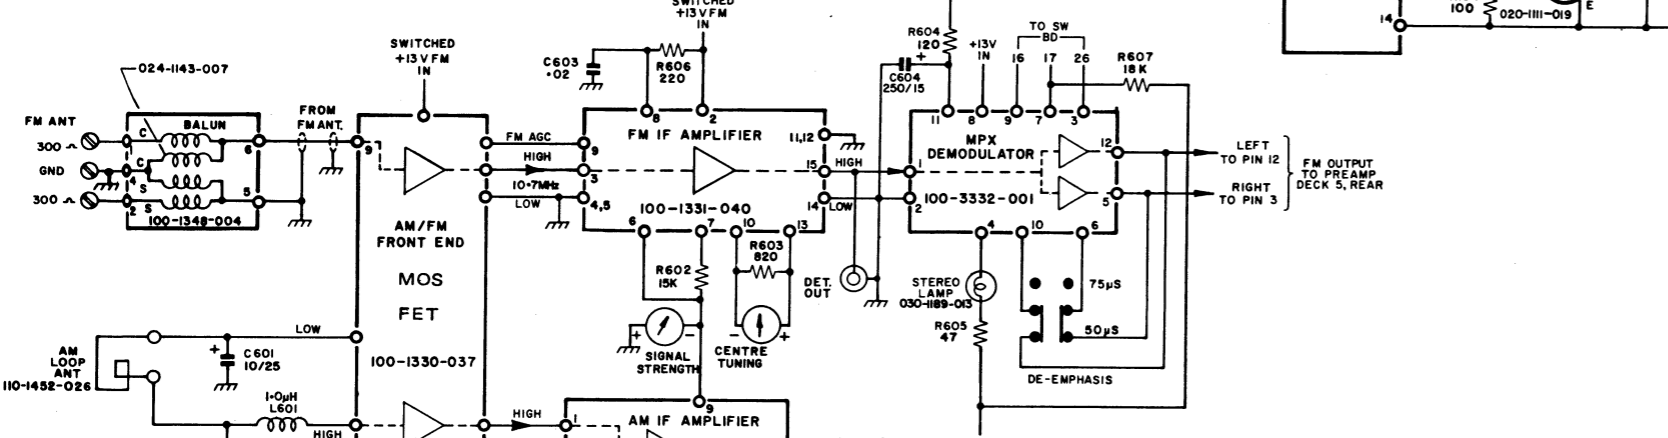 SWITCHED
+13VFM
IN
14
100
020-1111-019
E
R604
120
+13V
IN
TO SW
BD
16 17 26
R607
18K
C604
250/15
+
SWITCHED
+13VFM
IN
C603
·02
R606
220
024-1143-007
FM ANT
300
GND
300
C
C
4
S
2
S
BALUN
6
5
100-1348-004
FROM
FM ANT.
9
FM AGC
HIGH
10·7MHz
LOW
AM/FM
FRONT END
MOS
FET
100-1330-037
8
2
FM IF AMPLIFIER
11,12
9
3
4,5
15
14
HIGH
LOW
100-1331-040
6
7
10
13
R602
15K
R603
820
+
-
SIGNAL
STRENGTH
-
+
CENTRE
TUNING
DET.
OUT
11
8
9
7
3
MPX
DEMODULATOR
1
2
12
5
100-3332-001
4
10
6
LEFT
TO PIN 12
RIGHT
TO PIN 3
FM OUTPUT
TO PREAMP
DECK 5, REAR
STEREO
LAMP
030-1189-013
R605
47
75µS
50µS
DE-EMPHASIS
AM
LOOP
ANT
110-1452-026
LOW
+
C601
10/25
1·0µH
L601
HIGH
HIGH
1
9
AM IF AMPLIFIER